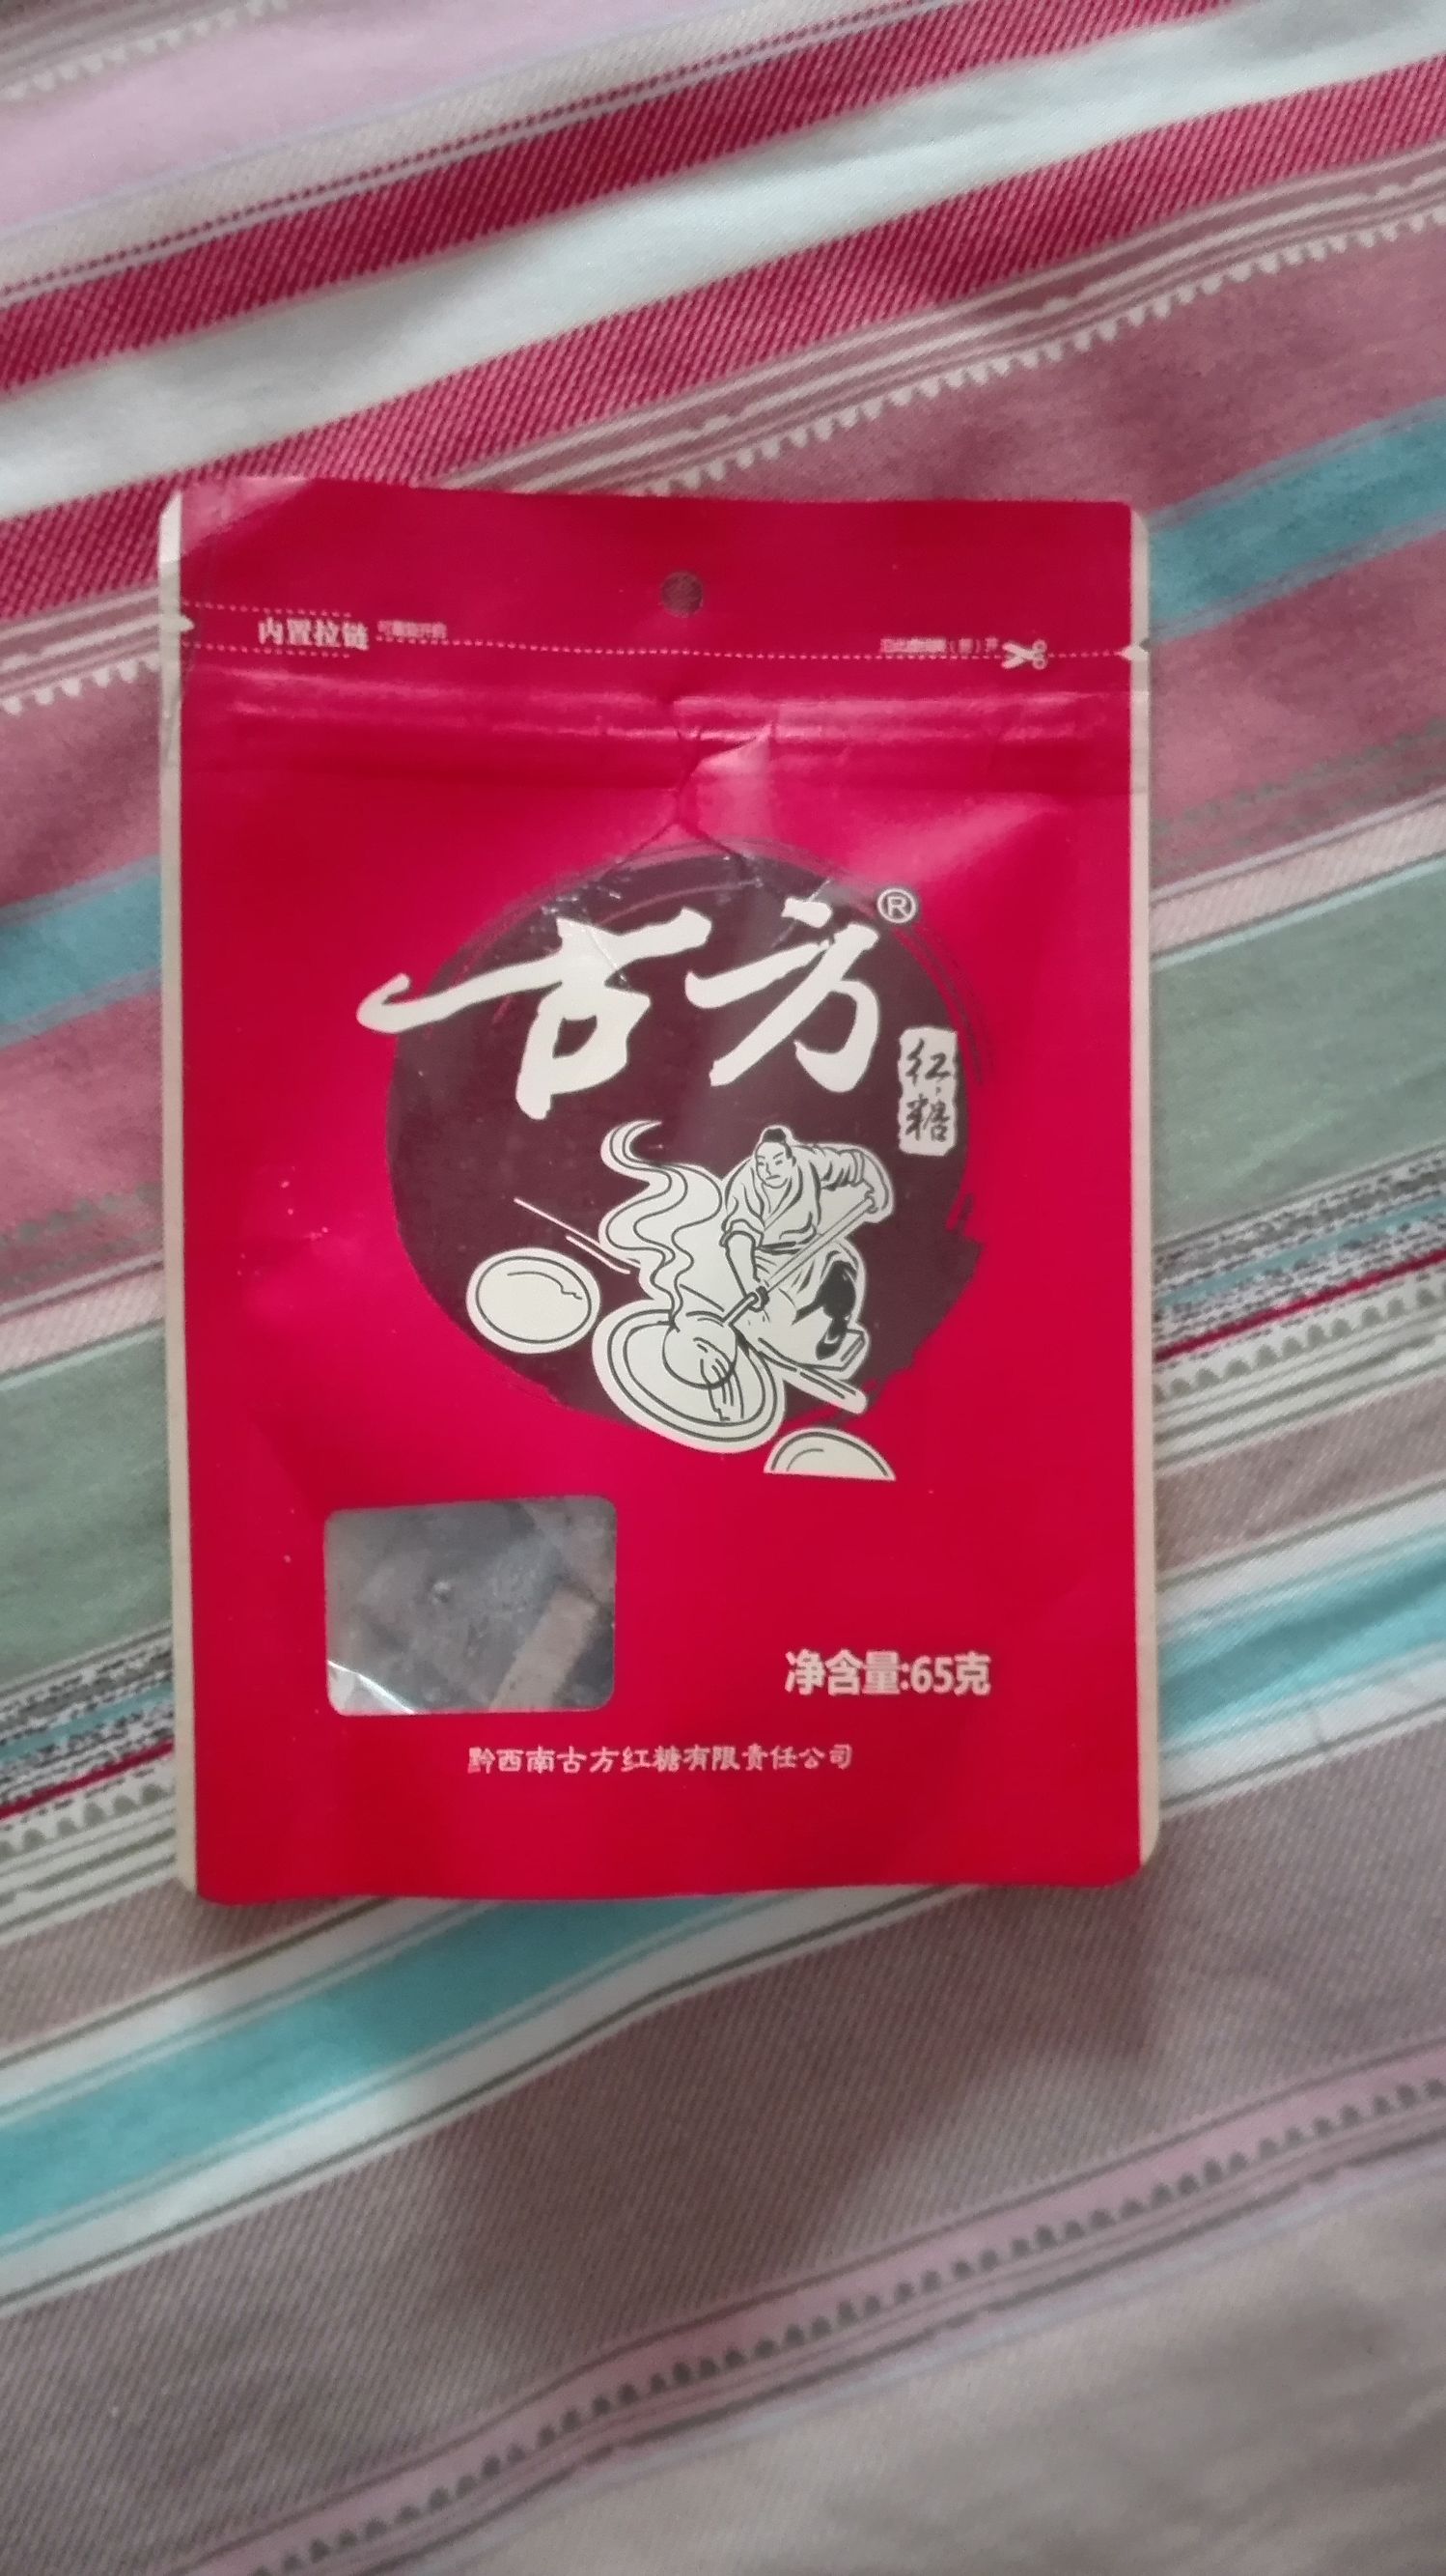 内置拉链
古方®
红糖
净含量:65克
黔西南古方红糖有限责任公司